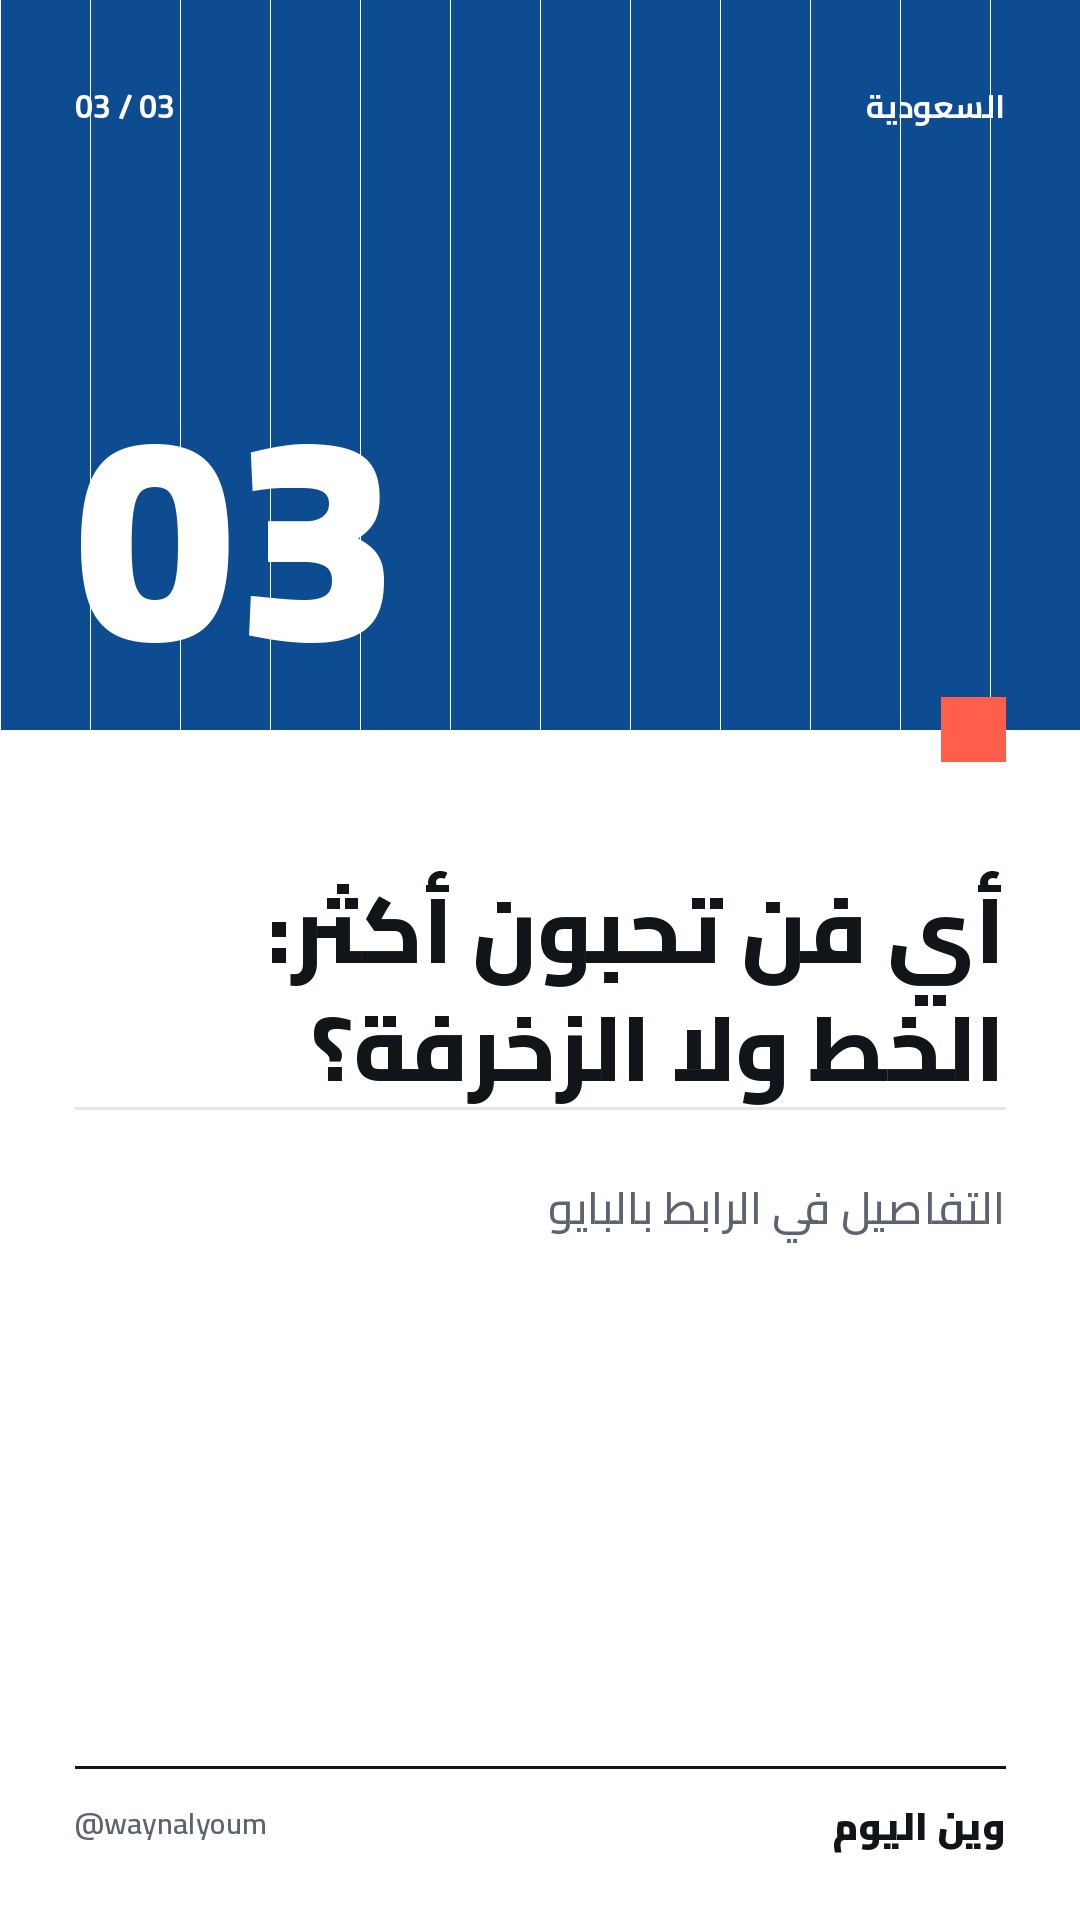 السعودية
03 / 03
03
أي فن تحبون أكثر:
الخط ولا الزخرفة؟
التفاصيل في الرابط بالبايو
وين اليوم
@waynalyoum